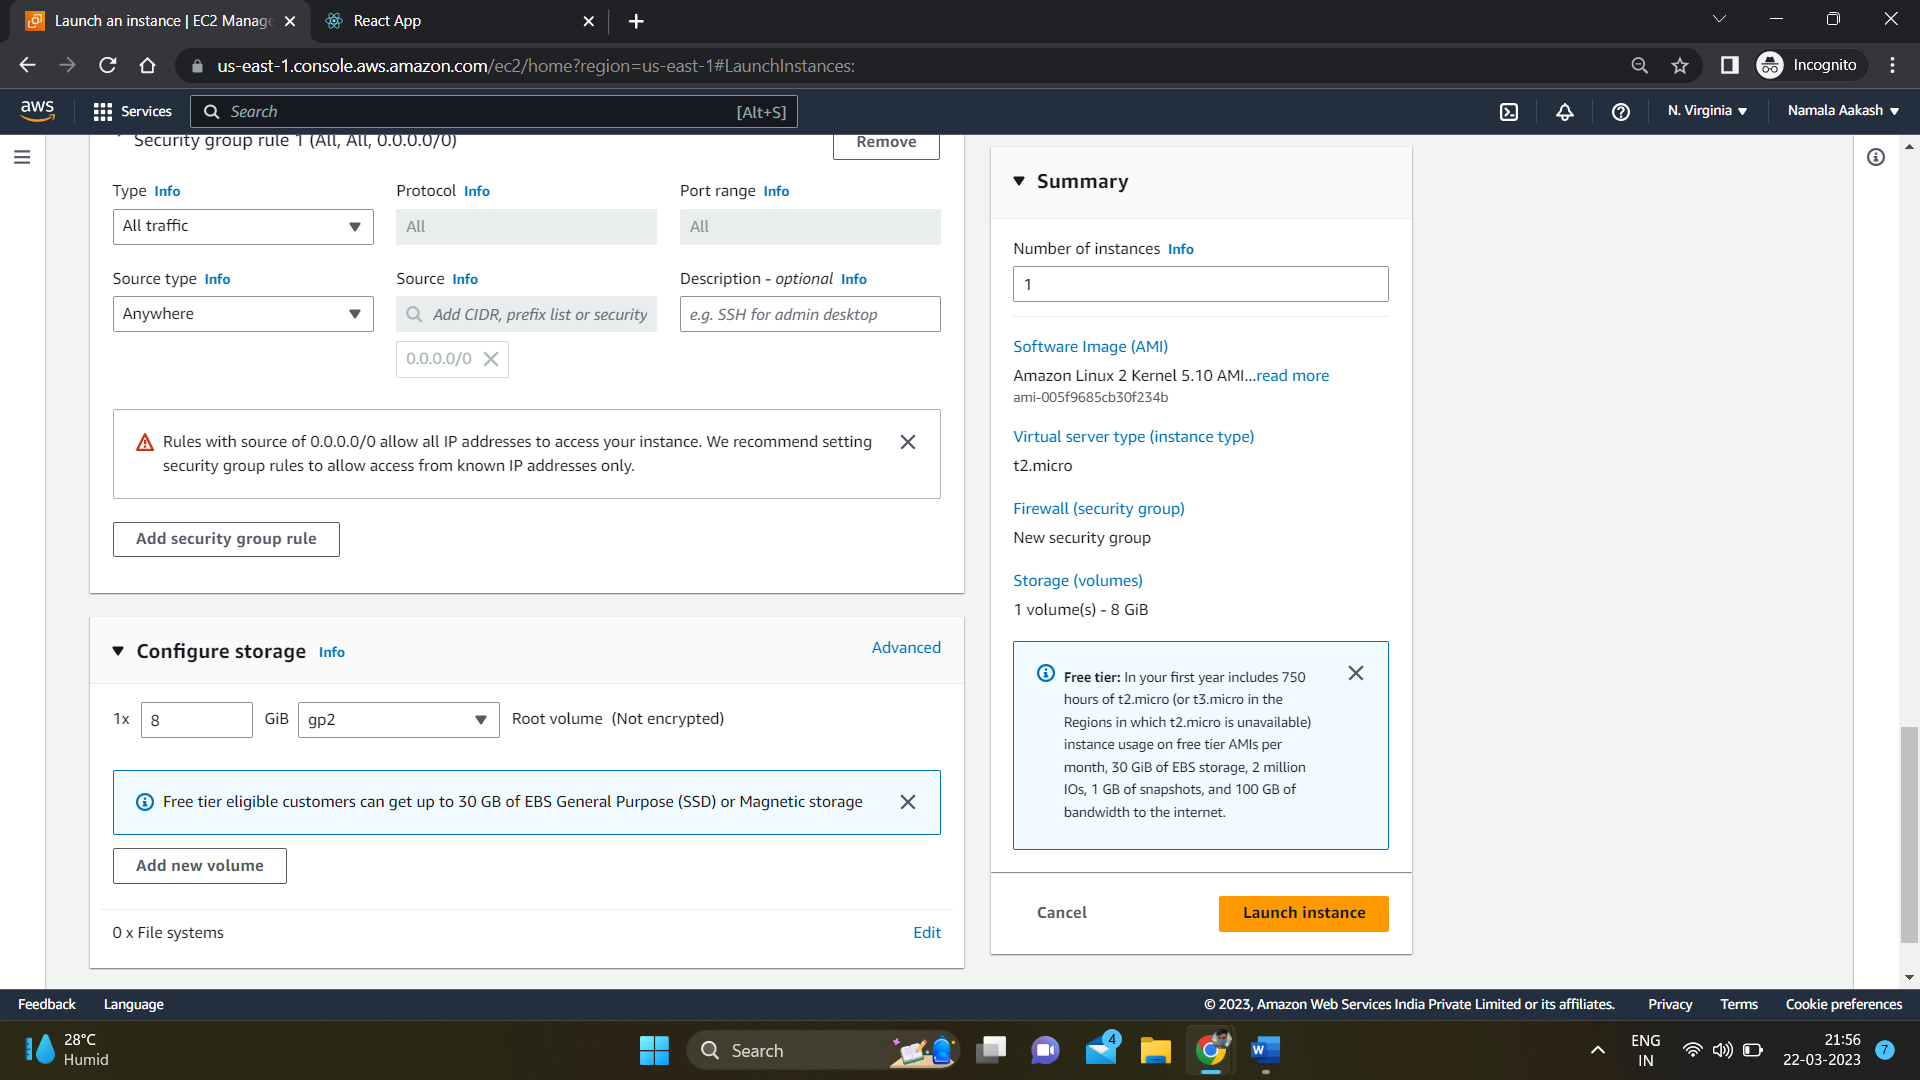 Launch an instance | EC2 Manage
React App
us-east-1.console.aws.amazon.com/ec2/home?region=us-east-1#LaunchInstances:
Incognito
aws
Services
Search
[Alt+S]
N. Virginia
Namala Aakash
Security group rule 1 (All, All, 0.0.0.0/0)
Remove
Type Info
Protocol Info
Port range Info
All traffic
All
All
Source type Info
Source Info
Description - optional Info
Anywhere
Add CIDR, prefix list or security
e.g. SSH for admin desktop
0.0.0.0/0
Rules with source of 0.0.0.0/0 allow all IP addresses to access your instance. We recommend setting
security group rules to allow access from known IP addresses only.
Add security group rule
Configure storage Info
Advanced
1x
8
GiB
gp2
Root volume (Not encrypted)
Free tier eligible customers can get up to 30 GB of EBS General Purpose (SSD) or Magnetic storage
Add new volume
0 x File systems
Edit
Summary
Number of instances Info
1
Software Image (AMI)
Amazon Linux 2 Kernel 5.10 AMI...read more
ami-005f9685cb30f234b
Virtual server type (instance type)
t2.micro
Firewall (security group)
New security group
Storage (volumes)
1 volume(s) - 8 GiB
Free tier: In your first year includes 750
hours of t2.micro (or t3.micro in the
Regions in which t2.micro is unavailable)
instance usage on free tier AMIs per
month, 30 GiB of EBS storage, 2 million
IOs, 1 GB of snapshots, and 100 GB of
bandwidth to the internet.
Cancel
Launch instance
Feedback
Language
© 2023, Amazon Web Services India Private Limited or its affiliates.
Privacy
Terms
Cookie preferences
28°C
Humid
Search
4
W
ENG
IN
21:56
22-03-2023
7